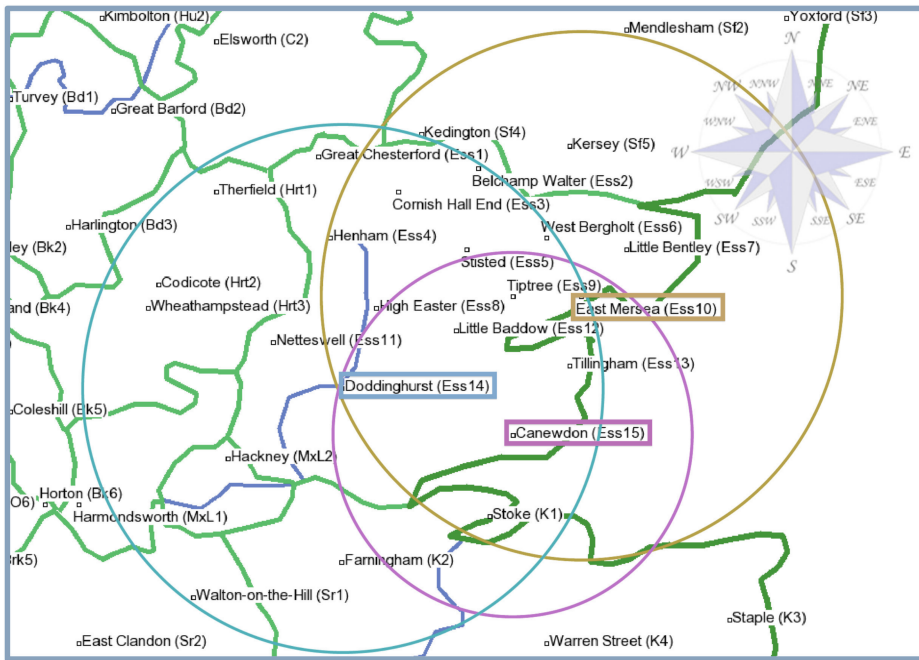 Kimbolton (Hu2)
Yoxford (Sf3)
Mendlesham (Sf2)
Elsworth (C2)
N
NNW
NNE
NW
NE
Turvey (Bd1)
Great Barford (Bd2)
WNW
ENE
Kedington (Sf4)
Kersey (Sf5)
W
E
Great Chesterford (Ess1)
Belchamp Walter (Ess2)
WSW
ESE
Therfield (Hrt1)
Cornish Hall End (Ess3)
SW
SSW
SSE
SE
Harlington (Bd3)
Henham (Ess4)
West Bergholt (Ess6)
ley (Bk2)
Little Bentley (Ess7)
Stisted (Ess5)
S
Codicote (Hrt2)
Tiptree (Ess9)
and (Bk4)
Wheathampstead (Hrt3)
High Easter (Ess8)
East Mersea (Ess10)
Little Baddow (Ess12)
Netteswell (Ess11)
Tillingham (Ess13)
Doddinghurst (Ess14)
Coleshill (Bk5)
Canewdon (Ess15)
Hackney (MxL2)
Horton (Bk6)
O6)
Harmondsworth (MxL1)
Stoke (K1)
Brk5)
Farningham (K2)
Walton-on-the-Hill (Sr1)
Staple (K3)
East Clandon (Sr2)
Warren Street (K4)